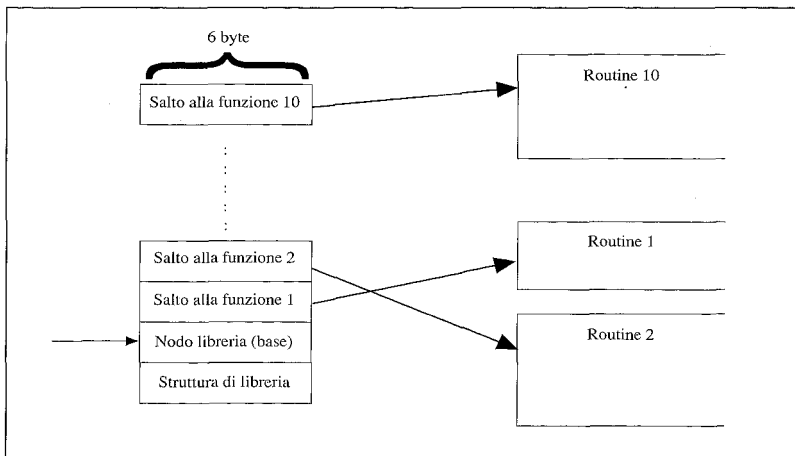 6 byte
Salto alla funzione 10
Routine 10
Salto alla funzione 2
Routine 1
Salto alla funzione 1
Nodo libreria (base)
Routine 2
Struttura di libreria